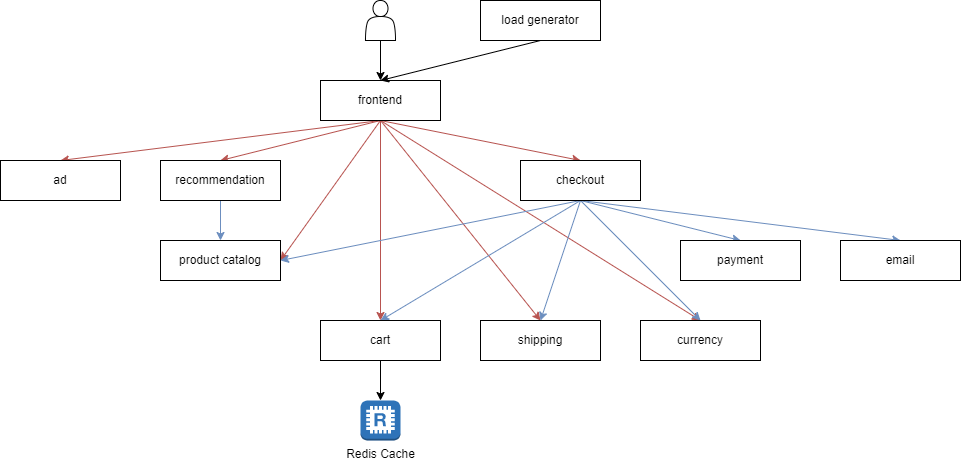 load generator
frontend
ad
recommendation
checkout
product catalog
payment
email
cart
shipping
currency
R
Redis Cache